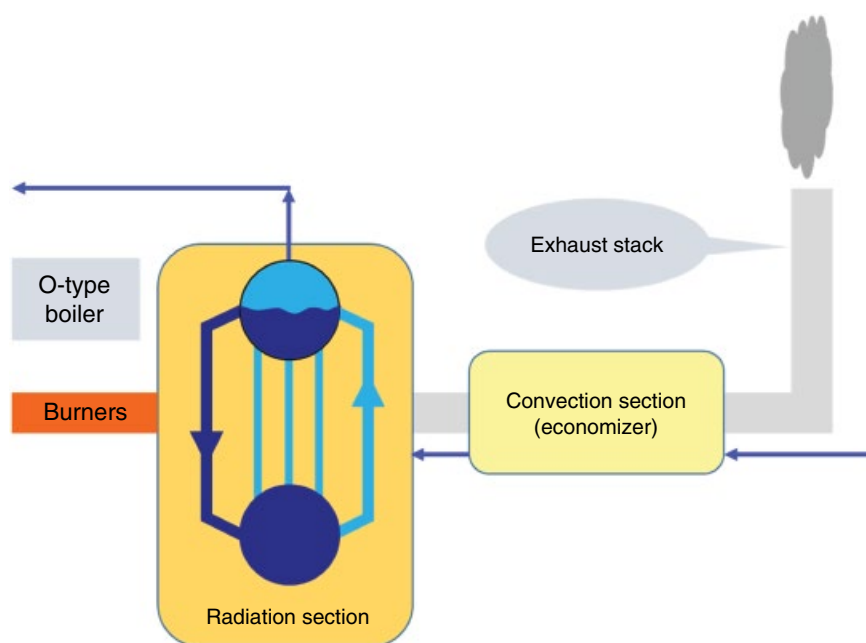 Exhaust stack
O-type
boiler
Burners
Convection section
(economizer)
Radiation section